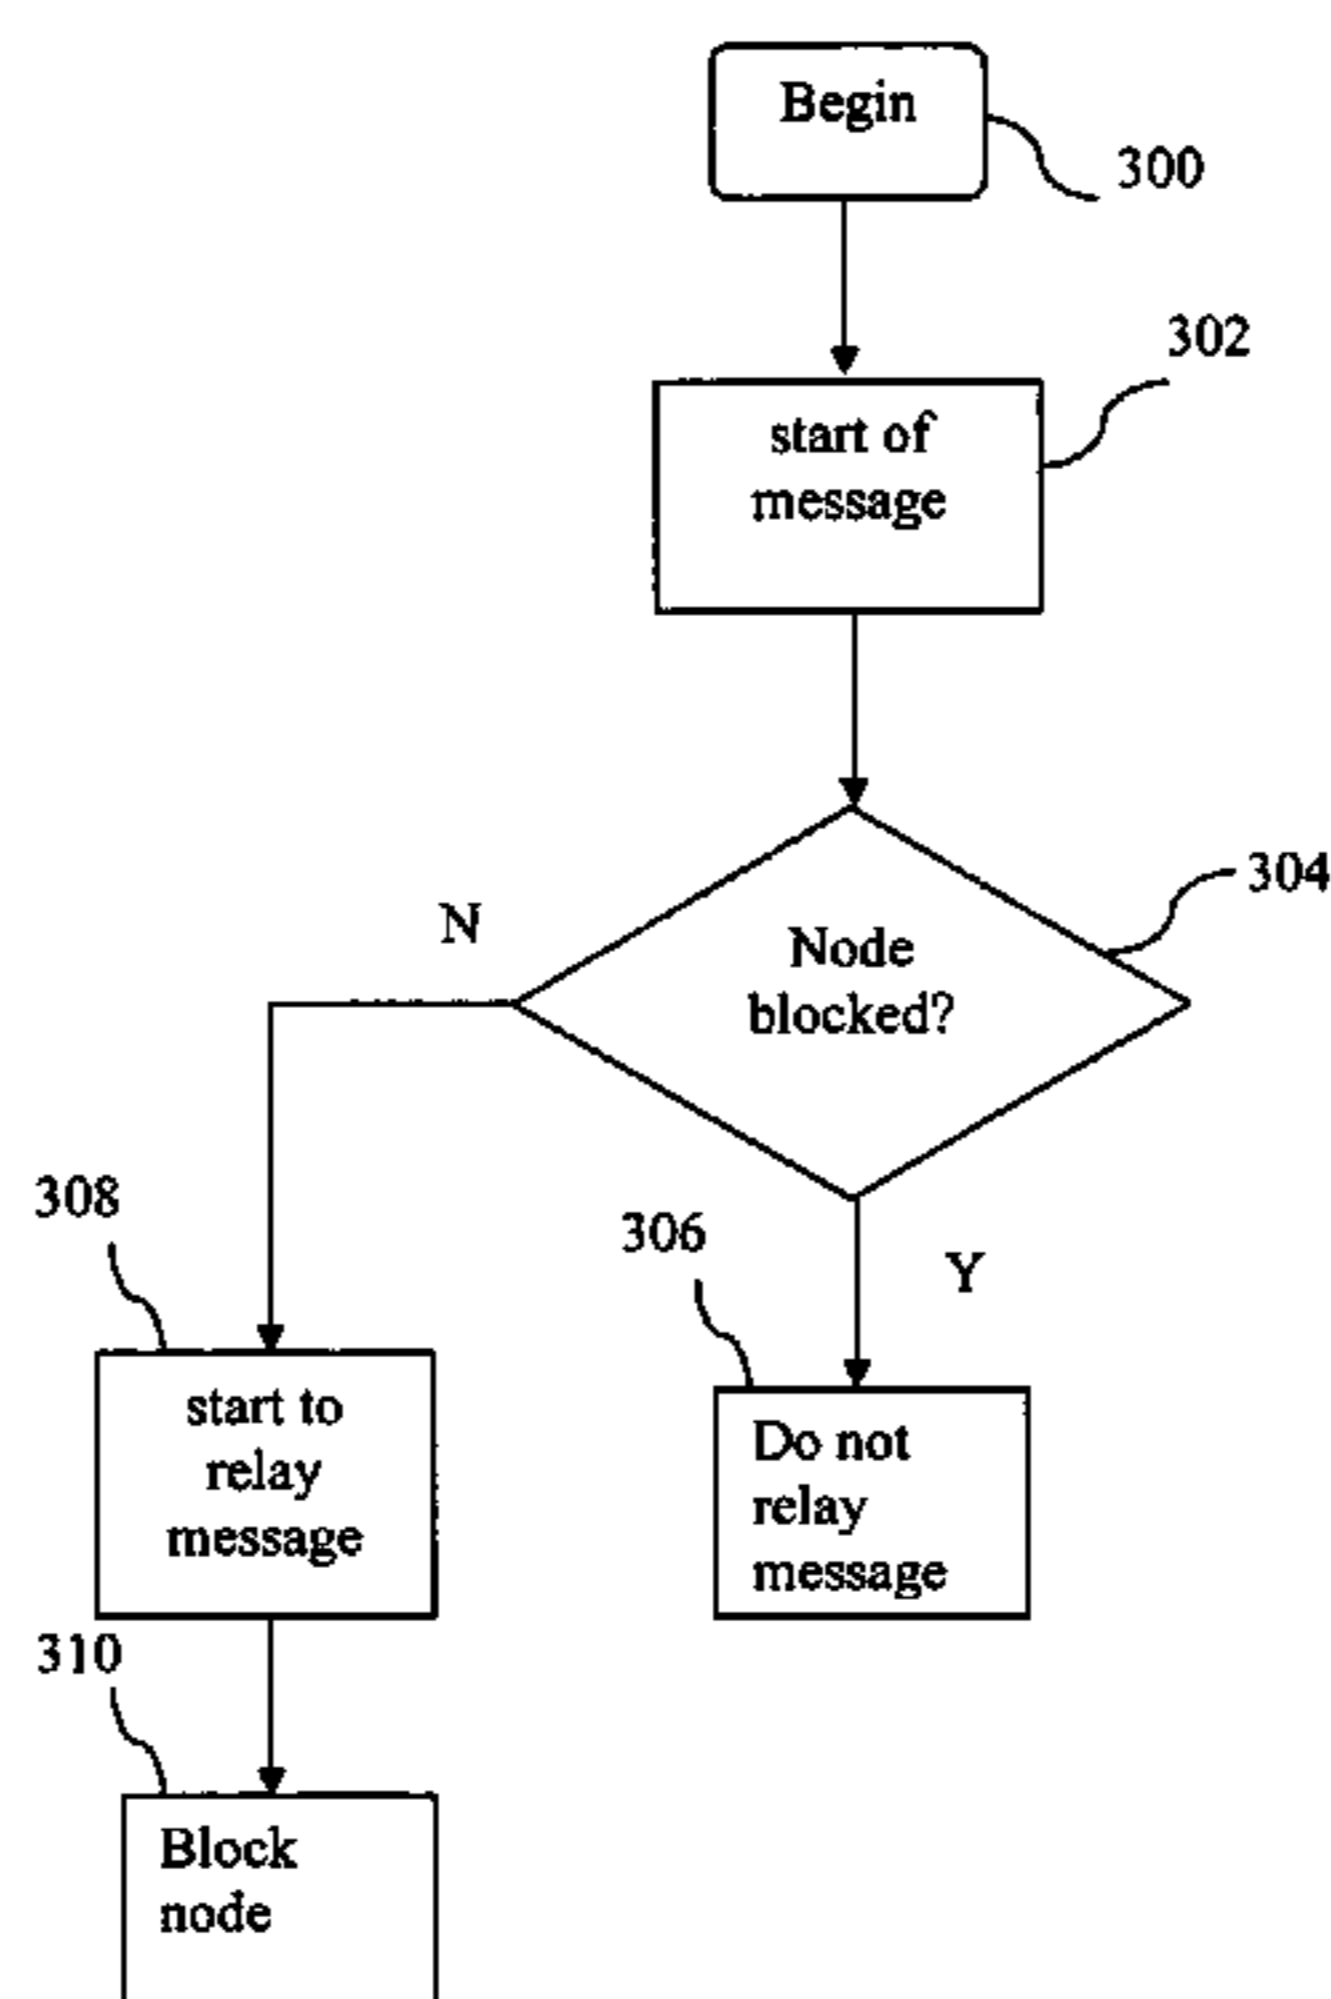 Begin
300
302
start of
message
304
N
Node
blocked?
308
306
Y
start to
relay
message
Do not
relay
message
310
Block
node